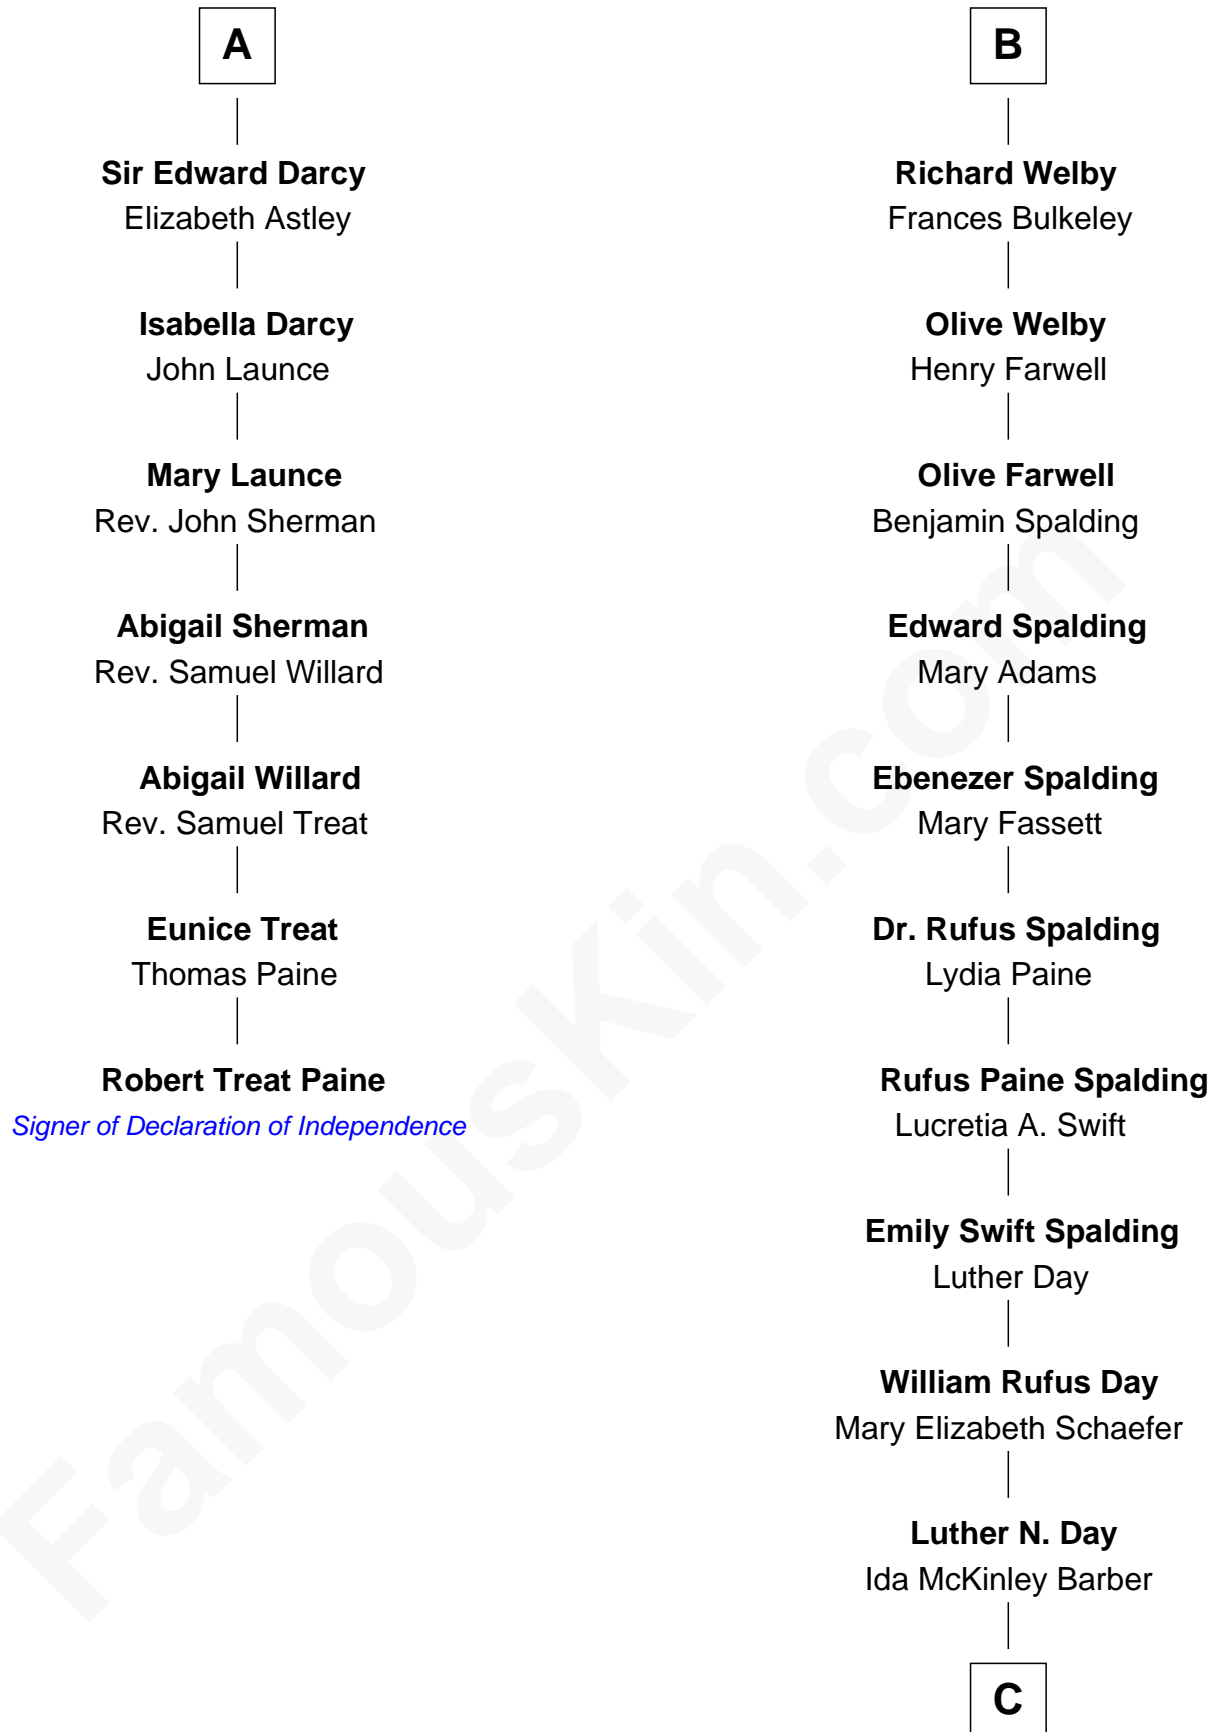 A
Sir Edward Darcy
Elizabeth Astley
Isabella Darcy
John Launce
Mary Launce
Rev. John Sherman
Abigail Sherman
Rev. Samuel Willard
Abigail Willard
Rev. Samuel Treat
Eunice Treat
Thomas Paine
Robert Treat Paine
Signer of Declaration of Independence
B
Richard Welby
Frances Bulkeley
Olive Welby
Henry Farwell
Olive Farwell
Benjamin Spalding
Edward Spalding
Mary Adams
Ebenezer Spalding
Mary Fassett
Dr. Rufus Spalding
Lydia Paine
Rufus Paine Spalding
Lucretia A. Swift
Emily Swift Spalding
Luther Day
William Rufus Day
Mary Elizabeth Schaefer
Luther N. Day
Ida McKinley Barber
C
FamousKin.com